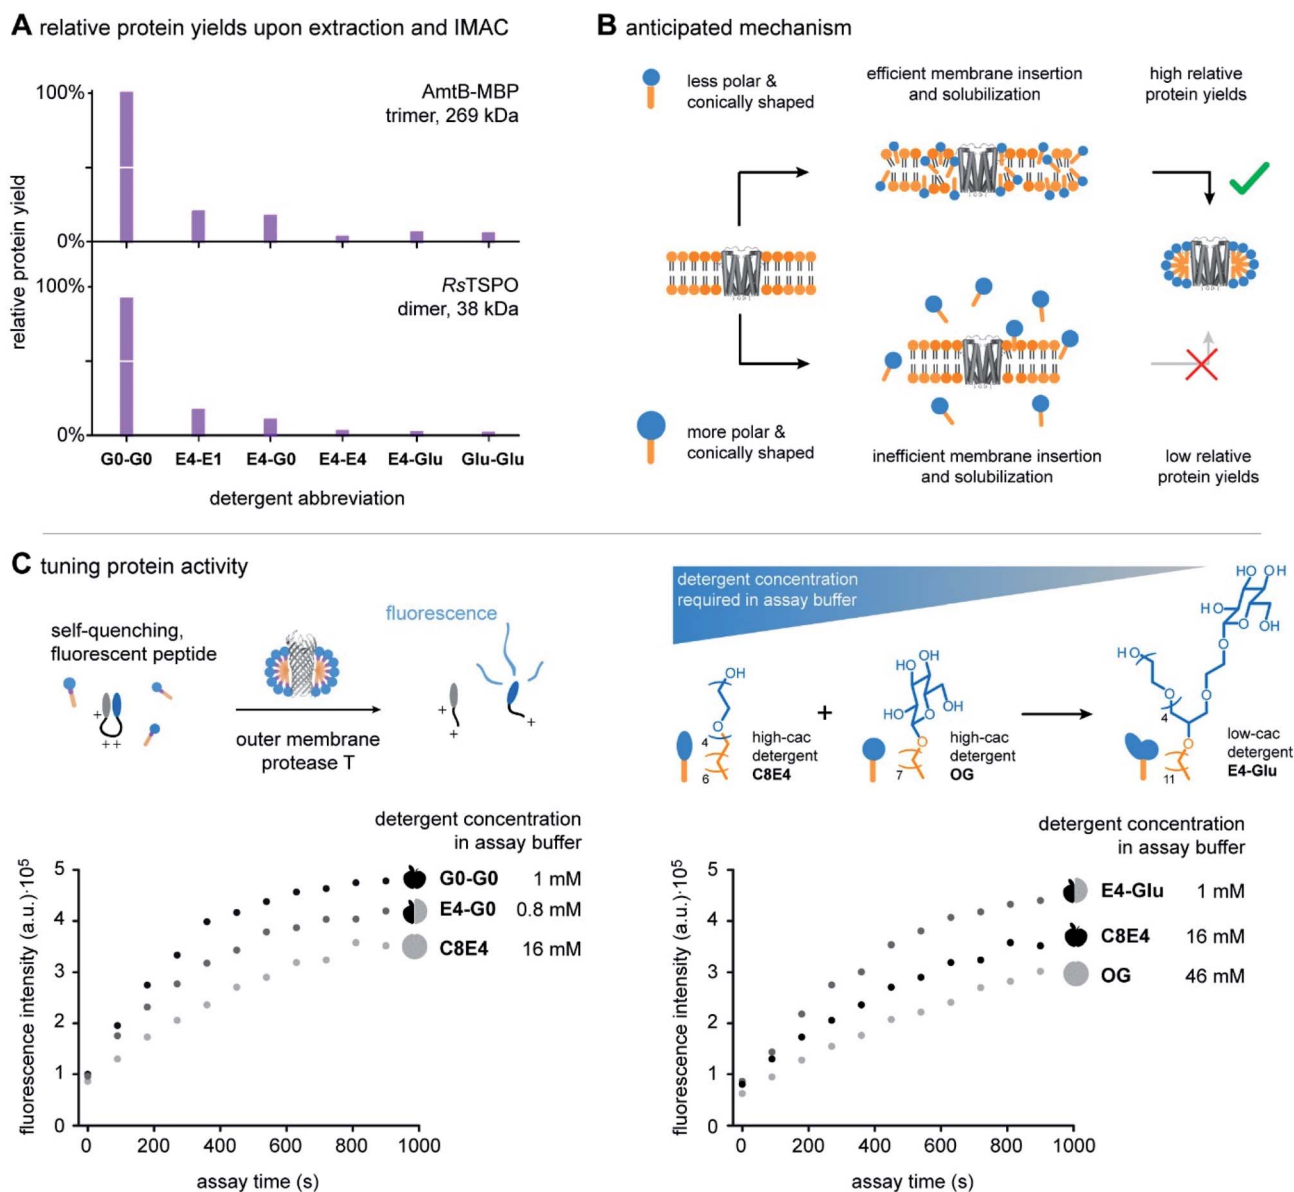 A relative protein yields upon extraction and IMAC
100%
AmtB-MBP
trimer, 269 kDa
0%
100%
RsTSPO
dimer, 38 kDa
0%
relative protein yield
G0-G0 E4-E1 E4-G0 E4-E4 E4-Glu Glu-Glu
detergent abbreviation
B anticipated mechanism
less polar &
conically shaped
efficient membrane insertion
and solubilization
high relative
protein yields
more polar &
conically shaped
inefficient membrane insertion
and solubilization
low relative
protein yields
C tuning protein activity
self-quenching,
fluorescent peptide
+
++
outer membrane
protease T
fluorescence
+
+
+
detergent concentration
required in assay buffer
OH
O
4
6
high-cac
detergent
C8E4
+
HO
OH
OH
HO
O
O
7
high-cac
detergent
OG
HO OH
HO
O
OH
O
O
HO
O
O
4
O
11
low-cac
detergent
E4-Glu
detergent concentration
in assay buffer
G0-G0 1 mM
E4-G0 0.8 mM
C8E4 16 mM
fluorescence intensity (a.u.)·10⁵
5
4
3
2
1
0
0 200 400 600 800 1000
assay time (s)
detergent concentration
in assay buffer
E4-Glu 1 mM
C8E4 16 mM
OG 46 mM
fluorescence intensity (a.u.)·10⁵
5
4
3
2
1
0
0 200 400 600 800 1000
assay time (s)